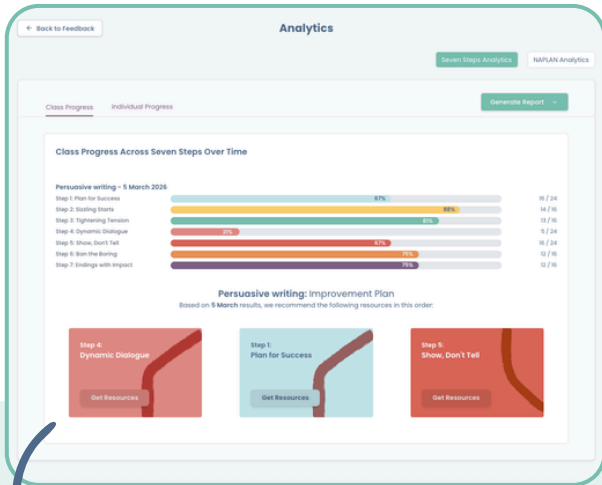 ← Back to Feedback
Analytics
Seven Steps Analytics
NAPLAN Analytics
Class Progress
Individual Progress
Generate Report
Class Progress Across Seven Steps Over Time
Persuasive writing - 5 March 2026
Step 1: Plan for Success 67% 16 / 24
Step 2: Sizzling Starts 88% 14 / 16
Step 3: Tightening Tension 81% 13 / 16
Step 4: Dynamic Dialogue 21% 5 / 24
Step 5: Show, Don't Tell 67% 16 / 24
Step 6: Ban the Boring 75% 12 / 16
Step 7: Endings with Impact 75% 12 / 16
Persuasive writing: Improvement Plan
Based on 5 March results, we recommend the following resources in this order:
Step 4:
Dynamic Dialogue
Get Resources
Step 1:
Plan for Success
Get Resources
Step 5:
Show, Don't Tell
Get Resources